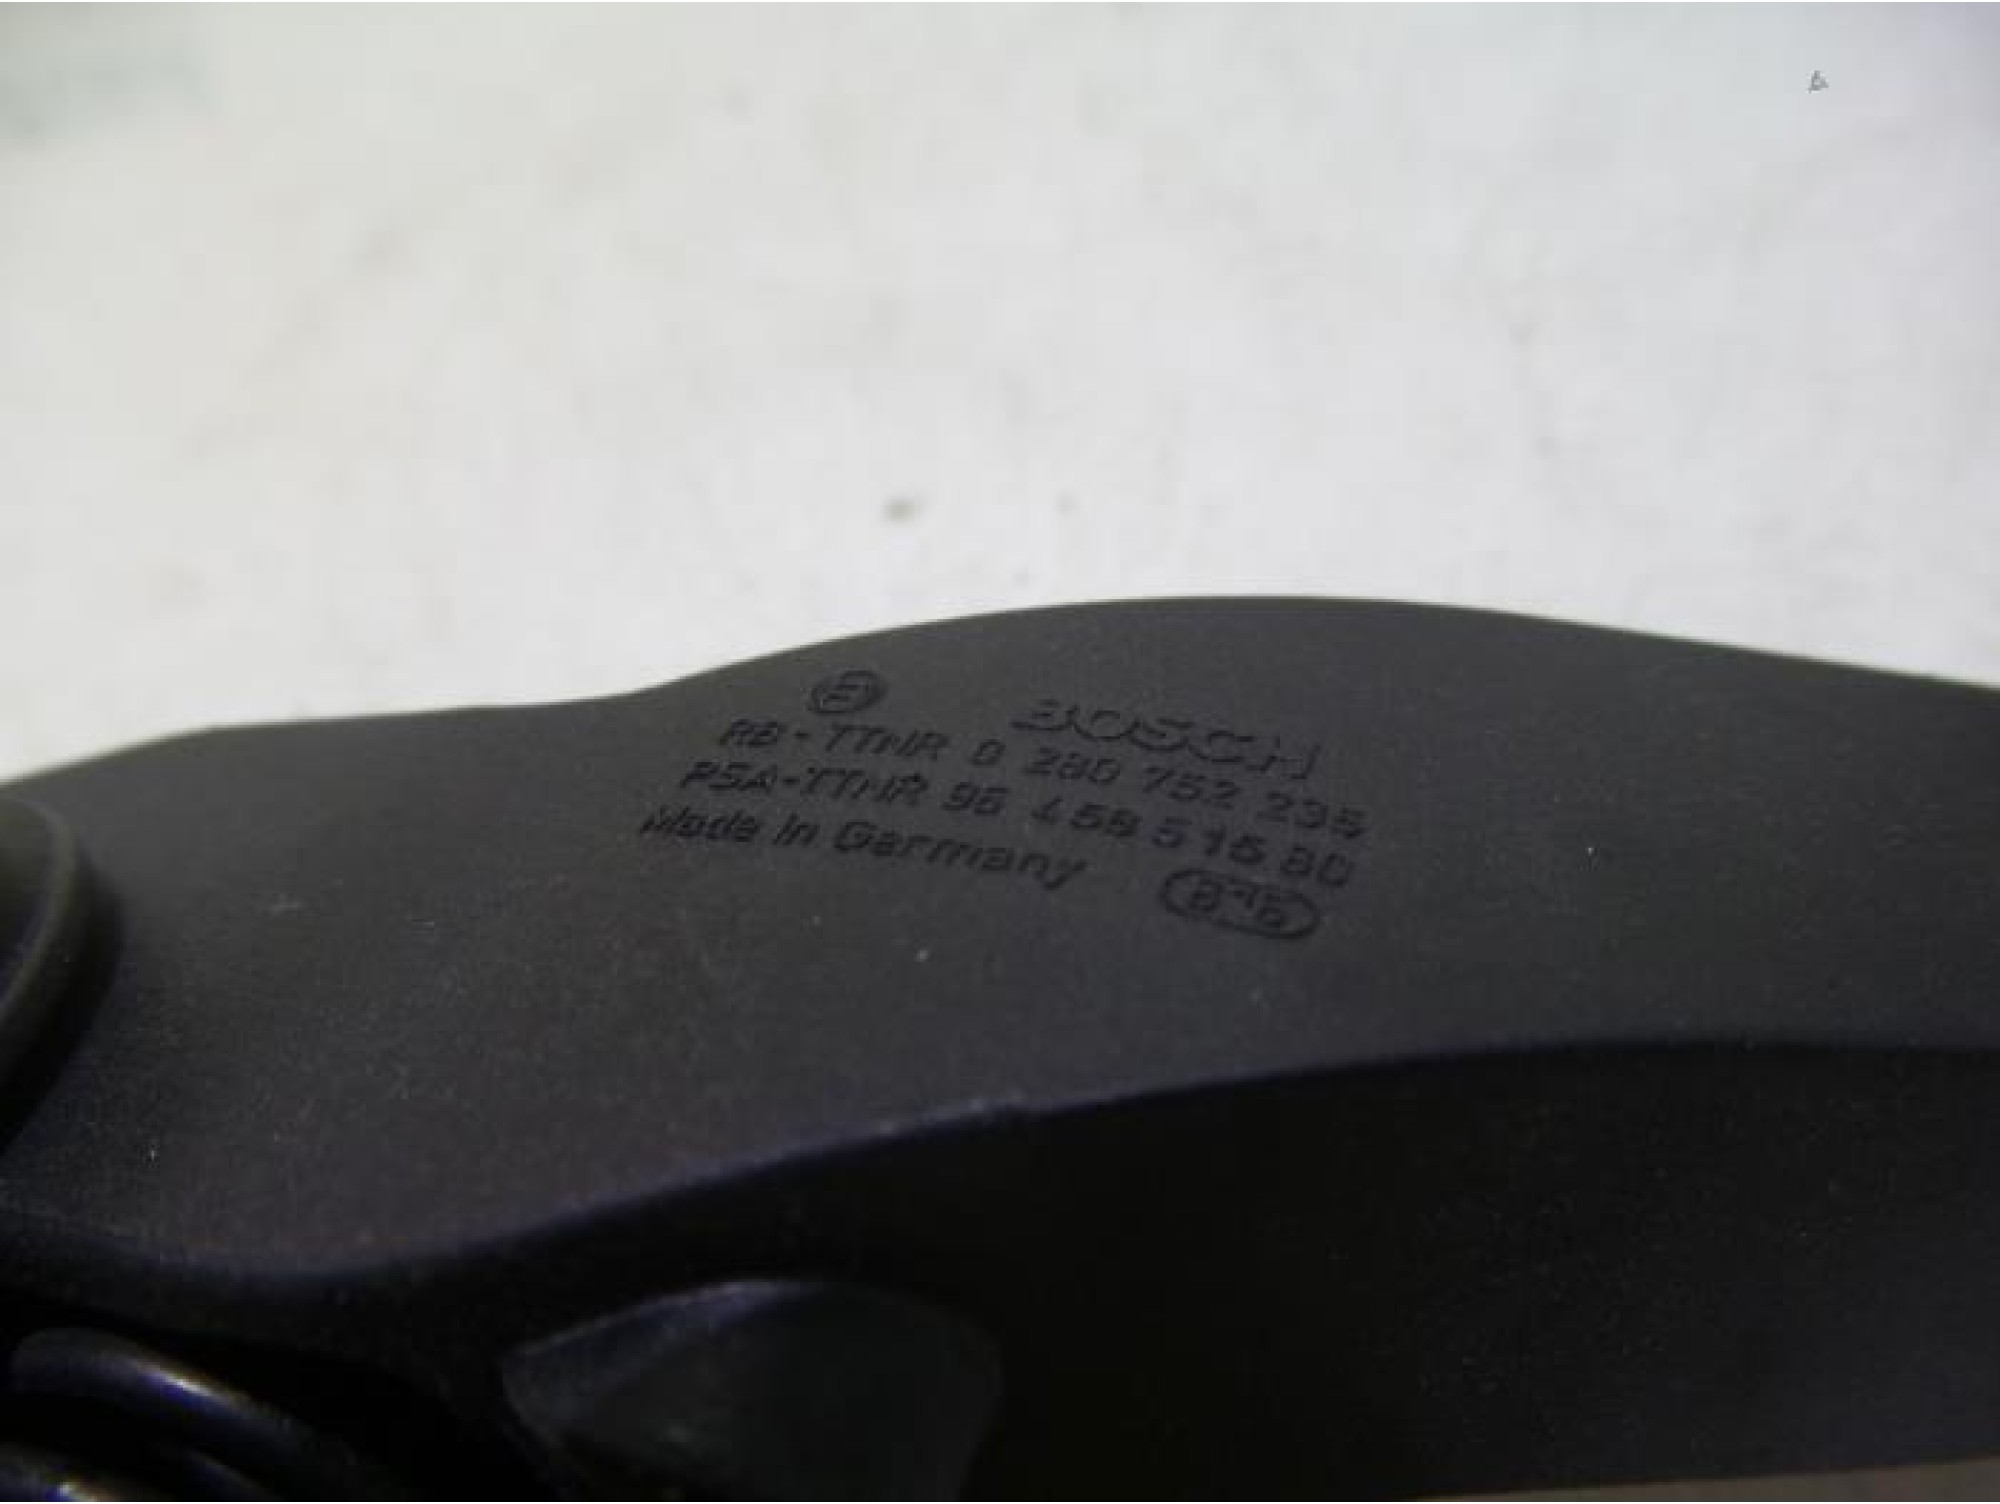 BOSCH
RB-TTNR 0 280 752 235
PSA-TTNR 96 458 515 80
Made in Germany